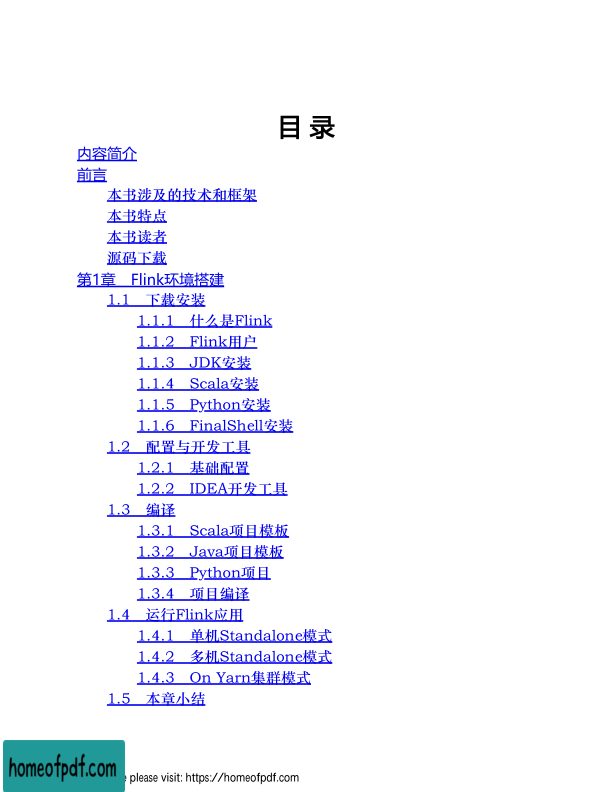 目 录
内容简介
前言
本书涉及的技术和框架
本书特点
本书读者
源码下载
第1章　Flink环境搭建
1.1　下载安装
1.1.1　什么是Flink
1.1.2　Flink用户
1.1.3　JDK安装
1.1.4　Scala安装
1.1.5　Python安装
1.1.6　FinalShell安装
1.2　配置与开发工具
1.2.1　基础配置
1.2.2　IDEA开发工具
1.3　编译
1.3.1　Scala项目模板
1.3.2　Java项目模板
1.3.3　Python项目
1.3.4　项目编译
1.4　运行Flink应用
1.4.1　单机Standalone模式
1.4.2　多机Standalone模式
1.4.3　On Yarn集群模式
1.5　本章小结
homeofpdf.com
please visit: https://homeofpdf.com